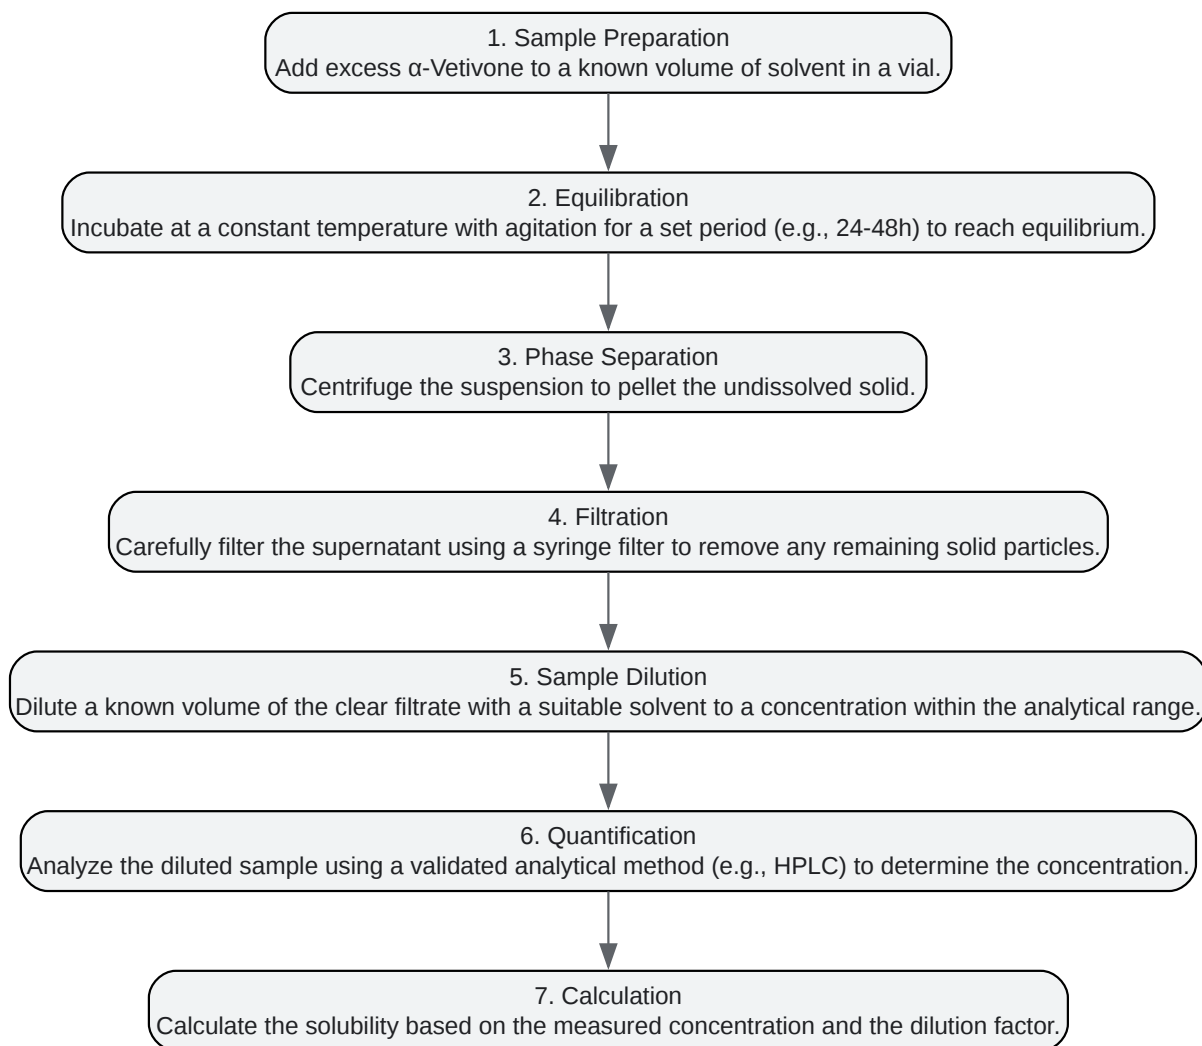 1. Sample Preparation
Add excess α-Vetivone to a known volume of solvent in a vial.
2. Equilibration
Incubate at a constant temperature with agitation for a set period (e.g., 24-48h) to reach equilibrium.
3. Phase Separation
Centrifuge the suspension to pellet the undissolved solid.
4. Filtration
Carefully filter the supernatant using a syringe filter to remove any remaining solid particles.
5. Sample Dilution
Dilute a known volume of the clear filtrate with a suitable solvent to a concentration within the analytical range.
6. Quantification
Analyze the diluted sample using a validated analytical method (e.g., HPLC) to determine the concentration.
7. Calculation
Calculate the solubility based on the measured concentration and the dilution factor.